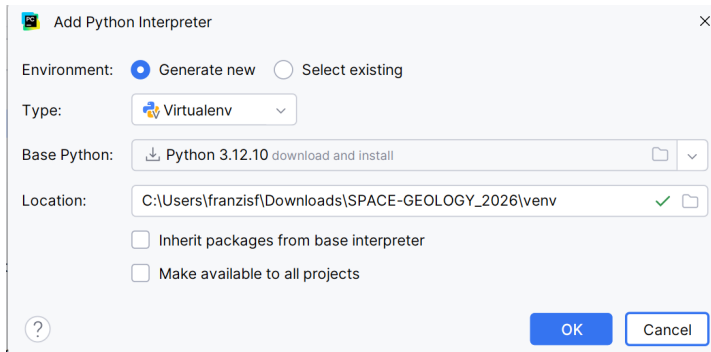 PC
Add Python Interpreter
Environment: Generate new Select existing
Type: Virtualenv
Base Python: Python 3.12.10 download and install
Location: C:\Users\franzisf\Downloads\SPACE-GEOLOGY_2026\venv
Inherit packages from base interpreter
Make available to all projects
? OK Cancel